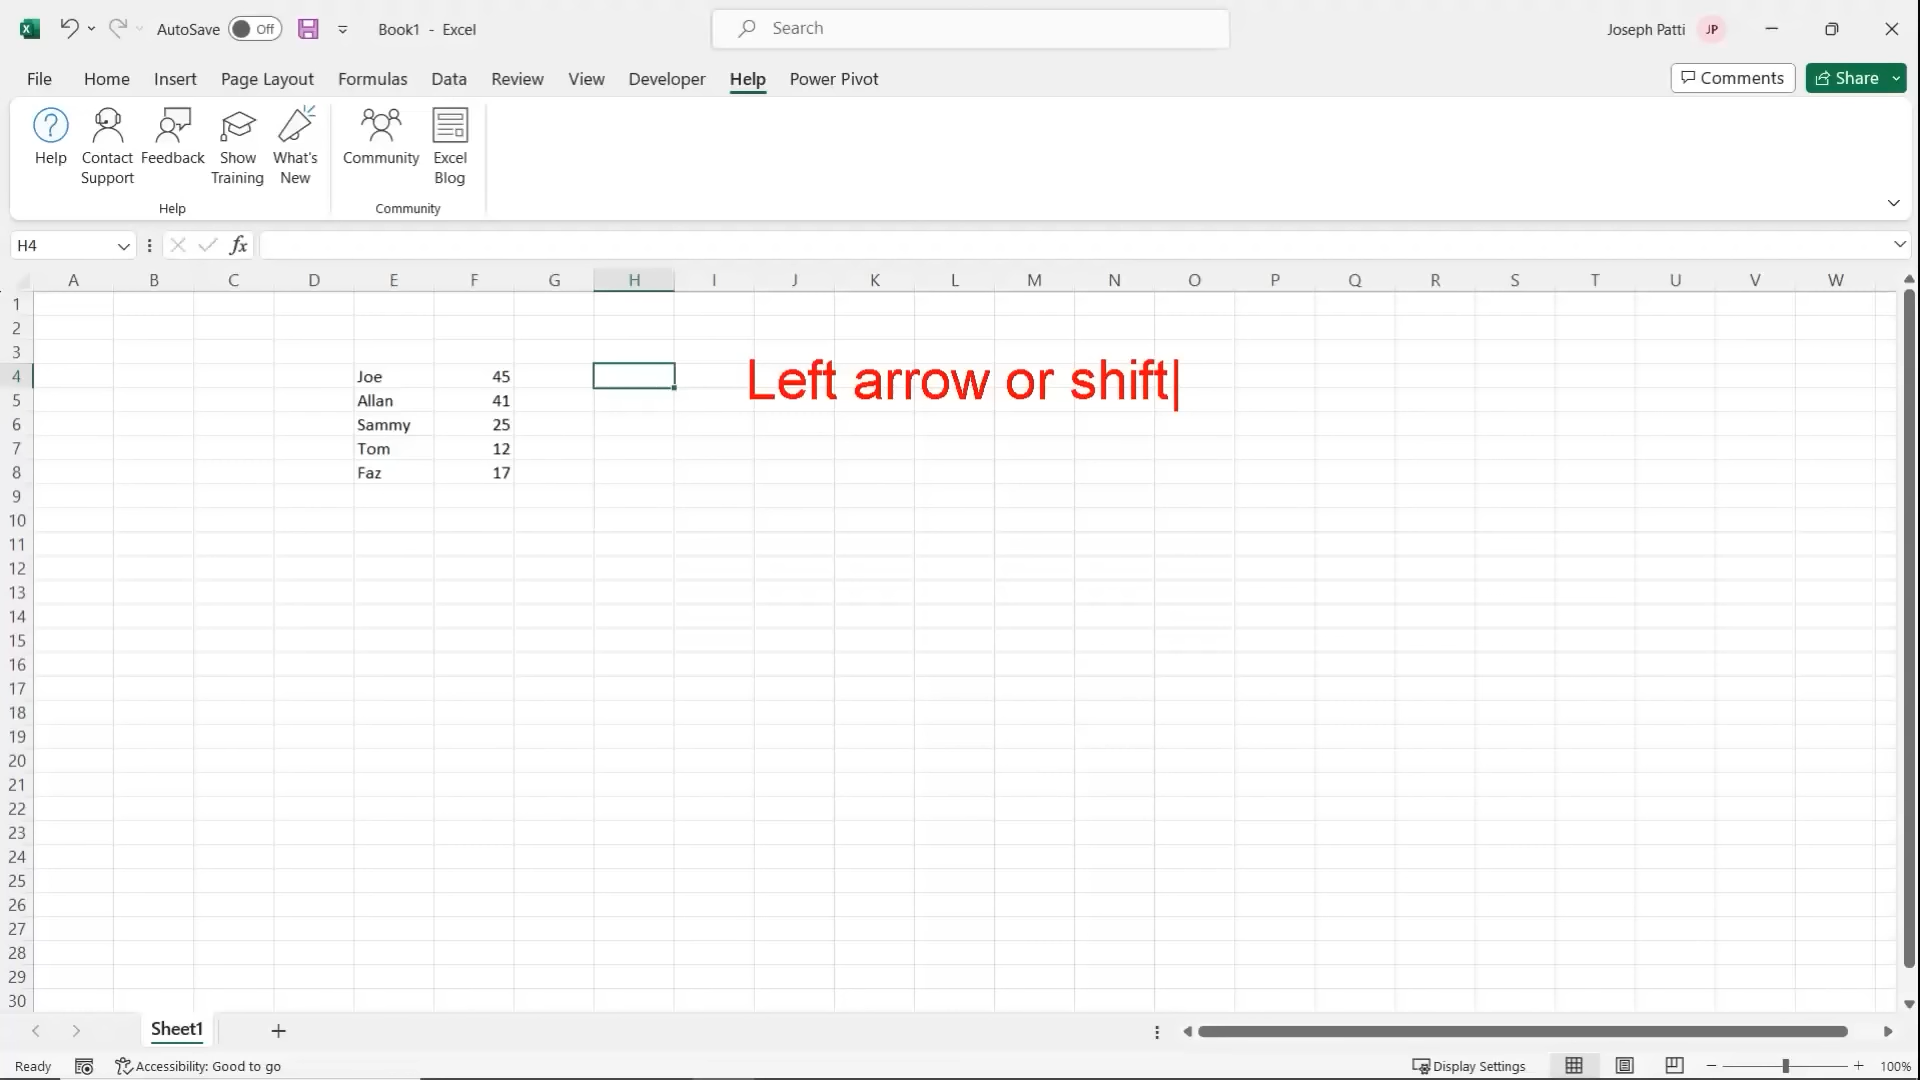 AutoSave Off Book1 - Excel Search Joseph Patti JP
File Home Insert Page Layout Formulas Data Review View Developer Help Power Pivot Comments Share
Help Contact Support Feedback Show Training What's New Community Excel Blog
Help Community
H4 fx
A B C D E F G H I J K L M N O P Q R S T U V W
1
2
3
4 Joe 45 Left arrow or shift
5 Allan 41
6 Sammy 25
7 Tom 12
8 Faz 17
9
10
11
12
13
14
15
16
17
18
19
20
21
22
23
24
25
26
27
28
29
30
Sheet1
Ready Accessibility: Good to go Display Settings 100%